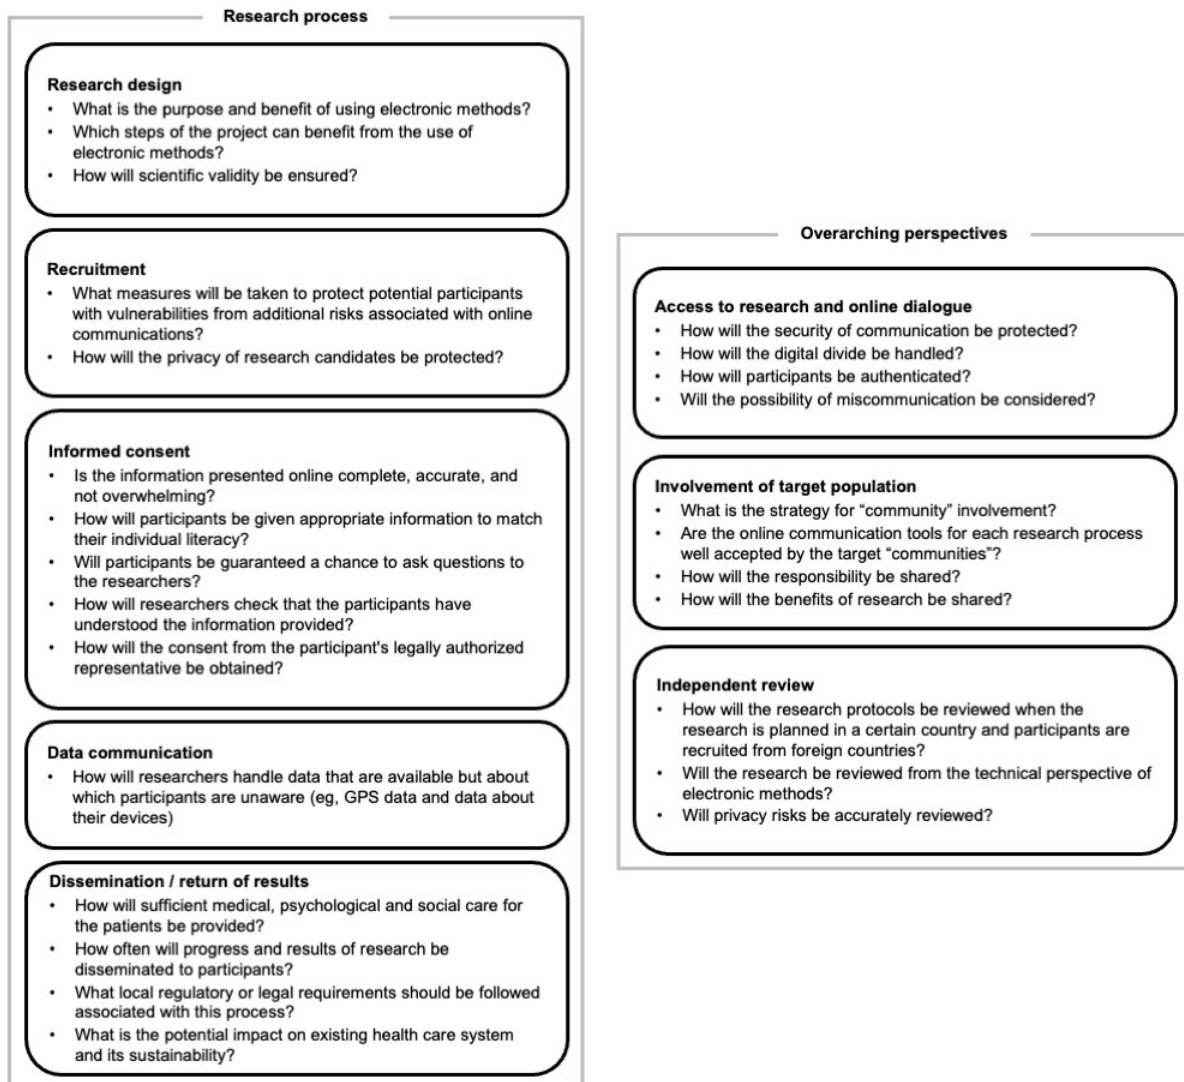 Research process
Research design
• What is the purpose and benefit of using electronic methods?
• Which steps of the project can benefit from the use of
electronic methods?
• How will scientific validity be ensured?
Recruitment
• What measures will be taken to protect potential participants
with vulnerabilities from additional risks associated with online
communications?
• How will the privacy of research candidates be protected?
Informed consent
• Is the information presented online complete, accurate, and
not overwhelming?
• How will participants be given appropriate information to match
their individual literacy?
• Will participants be guaranteed a chance to ask questions to
the researchers?
• How will researchers check that the participants have
understood the information provided?
• How will the consent from the participant's legally authorized
representative be obtained?
Data communication
• How will researchers handle data that are available but about
which participants are unaware (eg, GPS data and data about
their devices)
Dissemination / return of results
• How will sufficient medical, psychological and social care for
the patients be provided?
• How often will progress and results of research be
disseminated to participants?
• What local regulatory or legal requirements should be followed
associated with this process?
• What is the potential impact on existing health care system
and its sustainability?
Overarching perspectives
Access to research and online dialogue
• How will the security of communication be protected?
• How will the digital divide be handled?
• How will participants be authenticated?
• Will the possibility of miscommunication be considered?
Involvement of target population
• What is the strategy for “community” involvement?
• Are the online communication tools for each research process
well accepted by the target “communities”?
• How will the responsibility be shared?
• How will the benefits of research be shared?
Independent review
• How will the research protocols be reviewed when the
research is planned in a certain country and participants are
recruited from foreign countries?
• Will the research be reviewed from the technical perspective of
electronic methods?
• Will privacy risks be accurately reviewed?